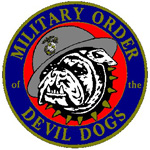 MILITARY ORDER
of the
DEVIL DOGS